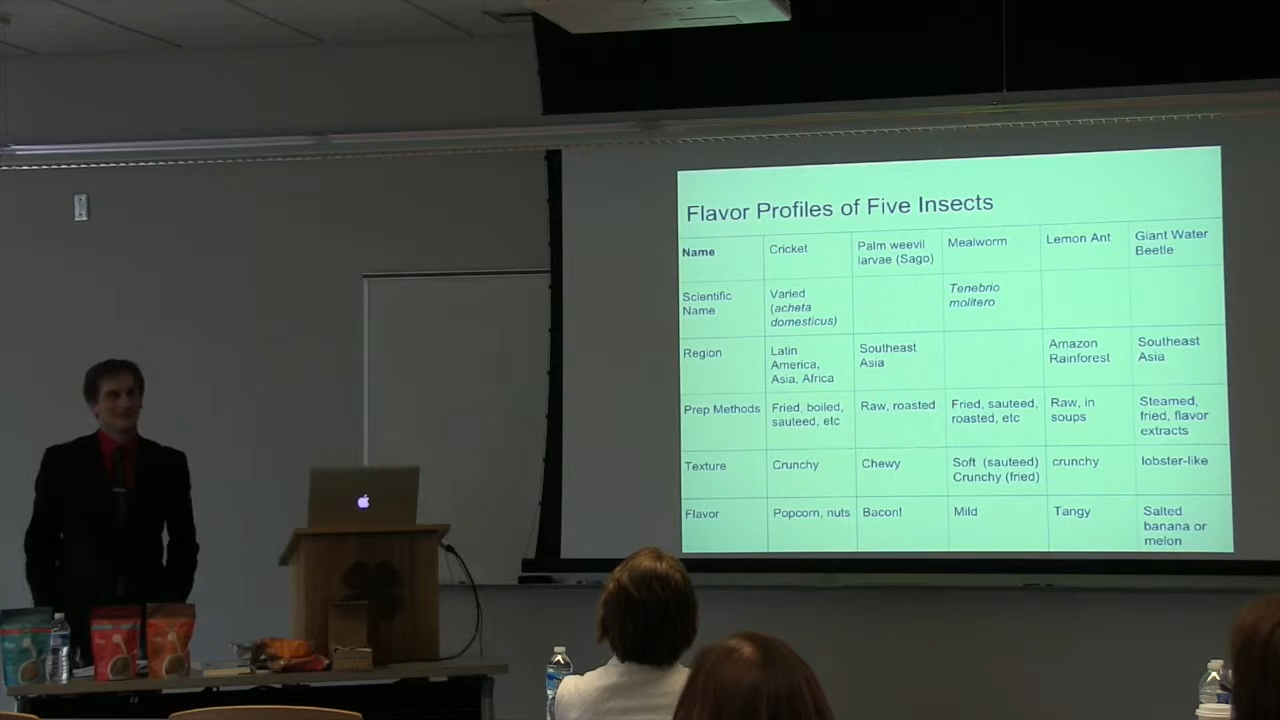 Flavor Profiles of Five Insects
Name Cricket Palm weevil larvae (Sago) Mealworm Lemon Ant Giant Water Beetle
Scientific Name Varied (acheta domesticus) Tenebrio molitero
Region Latin America, Asia, Africa Southeast Asia Amazon Rainforest Southeast Asia
Prep Methods Fried, boiled, sauteed, etc Raw, roasted Fried, sauteed, roasted, etc Raw, in soups Steamed, fried, flavor extracts
Texture Crunchy Chewy Soft (sauteed) Crunchy (fried) crunchy lobster-like
Flavor Popcorn, nuts Bacon! Mild Tangy Salted banana or melon